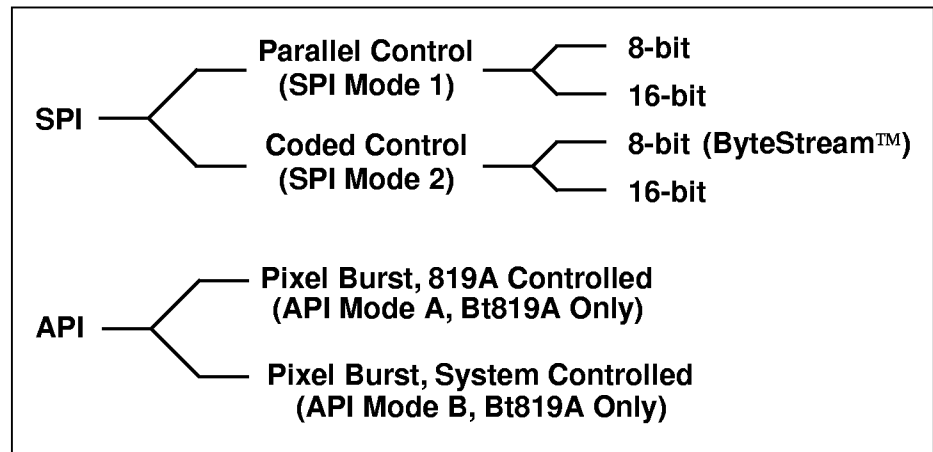 SPI
Parallel Control
(SPI Mode 1)
8-bit
16-bit
Coded Control
(SPI Mode 2)
8-bit (ByteStream™)
16-bit
API
Pixel Burst, 819A Controlled
(API Mode A, Bt819A Only)
Pixel Burst, System Controlled
(API Mode B, Bt819A Only)